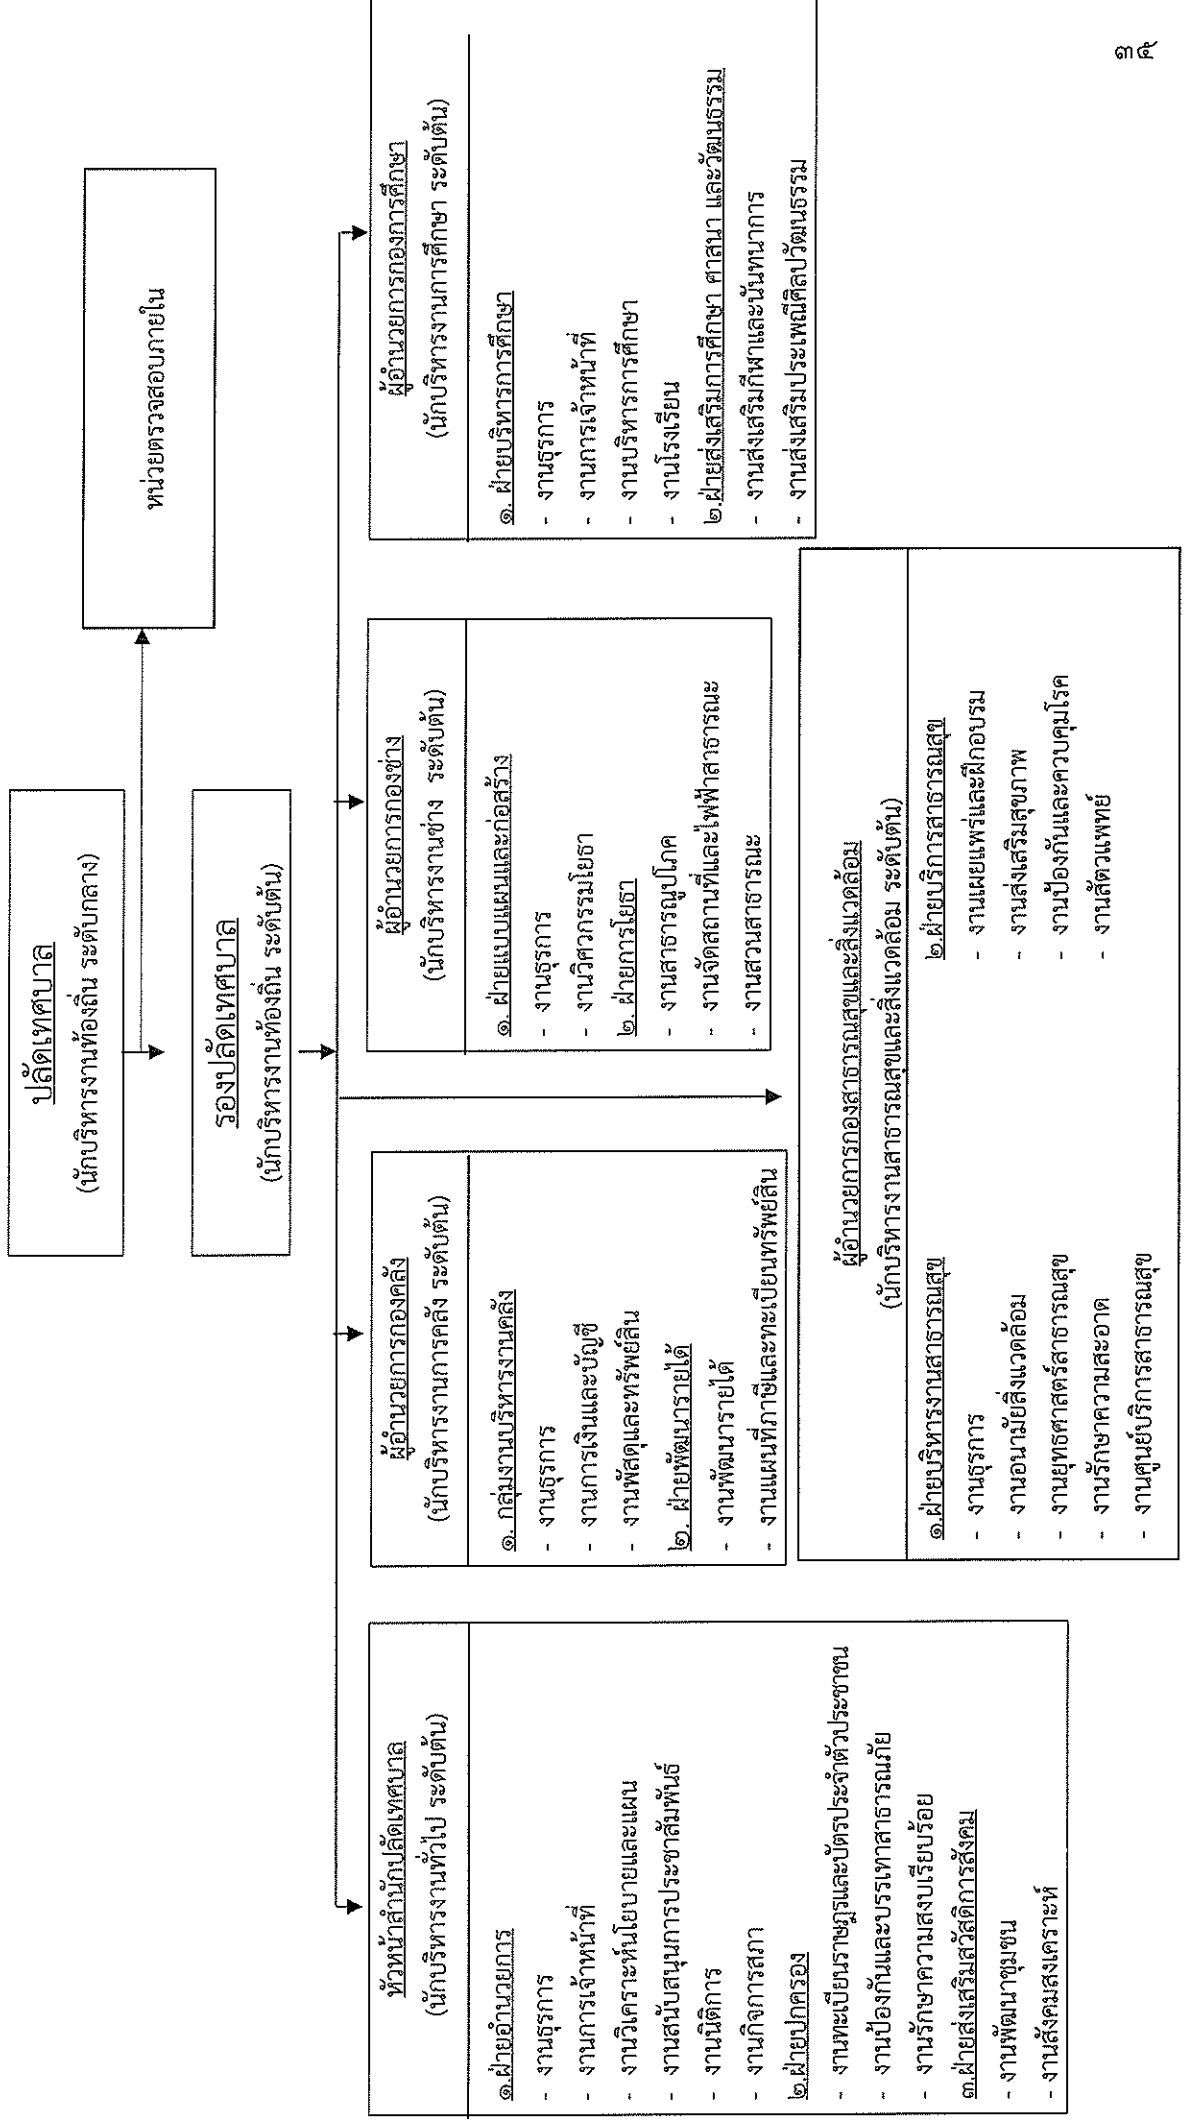 ๓๕
ปลัดเทศบาล
(นักบริหารงานท้องถิ่น ระดับกลาง)
หน่วยตรวจสอบภายใน
รองปลัดเทศบาล
(นักบริหารงานท้องถิ่น ระดับต้น)
หัวหน้าสำนักปลัดเทศบาล
(นักบริหารงานทั่วไป ระดับต้น)
๑.ฝ่ายอำนวยการ
- งานธุรการ
- งานการเจ้าหน้าที่
- งานวิเคราะห์นโยบายและแผน
- งานสนับสนุนการประชาสัมพันธ์
- งานนิติการ
- งานกิจการสภา
๒.ฝ่ายปกครอง
- งานทะเบียนราษฎรและบัตรประจำตัวประชาชน
- งานป้องกันและบรรเทาสาธารณภัย
- งานรักษาความสงบเรียบร้อย
๓.ฝ่ายส่งเสริมสวัสดิการสังคม
- งานพัฒนาชุมชน
- งานสังคมสงเคราะห์
ผู้อำนวยการกองคลัง
(นักบริหารงานการคลัง ระดับต้น)
๑. กลุ่มงานบริหารงานคลัง
- งานธุรการ
- งานการเงินและบัญชี
- งานพัสดุและทรัพย์สิน
๒. ฝ่ายพัฒนารายได้
- งานพัฒนารายได้
- งานแผนที่ภาษีและทะเบียนทรัพย์สิน
ผู้อำนวยการกองช่าง
(นักบริหารงานช่าง ระดับต้น)
๑. ฝ่ายแบบแผนและก่อสร้าง
- งานธุรการ
- งานวิศวกรรมโยธา
๒. ฝ่ายการโยธา
- งานสาธารณูปโภค
- งานจัดสถานที่และไฟฟ้าสาธารณะ
- งานสวนสาธารณะ
ผู้อำนวยการกองการศึกษา
(นักบริหารงานการศึกษา ระดับต้น)
๑. ฝ่ายบริหารการศึกษา
- งานธุรการ
- งานการเจ้าหน้าที่
- งานบริหารการศึกษา
- งานโรงเรียน
๒.ฝ่ายส่งเสริมการศึกษา ศาสนา และวัฒนธรรม
- งานส่งเสริมกีฬาและนันทนาการ
- งานส่งเสริมประเพณีศิลปวัฒนธรรม
ผู้อำนวยการกองสาธารณสุขและสิ่งแวดล้อม
(นักบริหารงานสาธารณสุขและสิ่งแวดล้อม ระดับต้น)
๑.ฝ่ายบริหารงานสาธารณสุข
- งานธุรการ
- งานอนามัยสิ่งแวดล้อม
- งานยุทธศาสตร์สาธารณสุข
- งานรักษาความสะอาด
- งานศูนย์บริการสาธารณสุข
๒.ฝ่ายบริการสาธารณสุข
- งานเผยแพร่และฝึกอบรม
- งานส่งเสริมสุขภาพ
- งานป้องกันและควบคุมโรค
- งานสัตวแพทย์